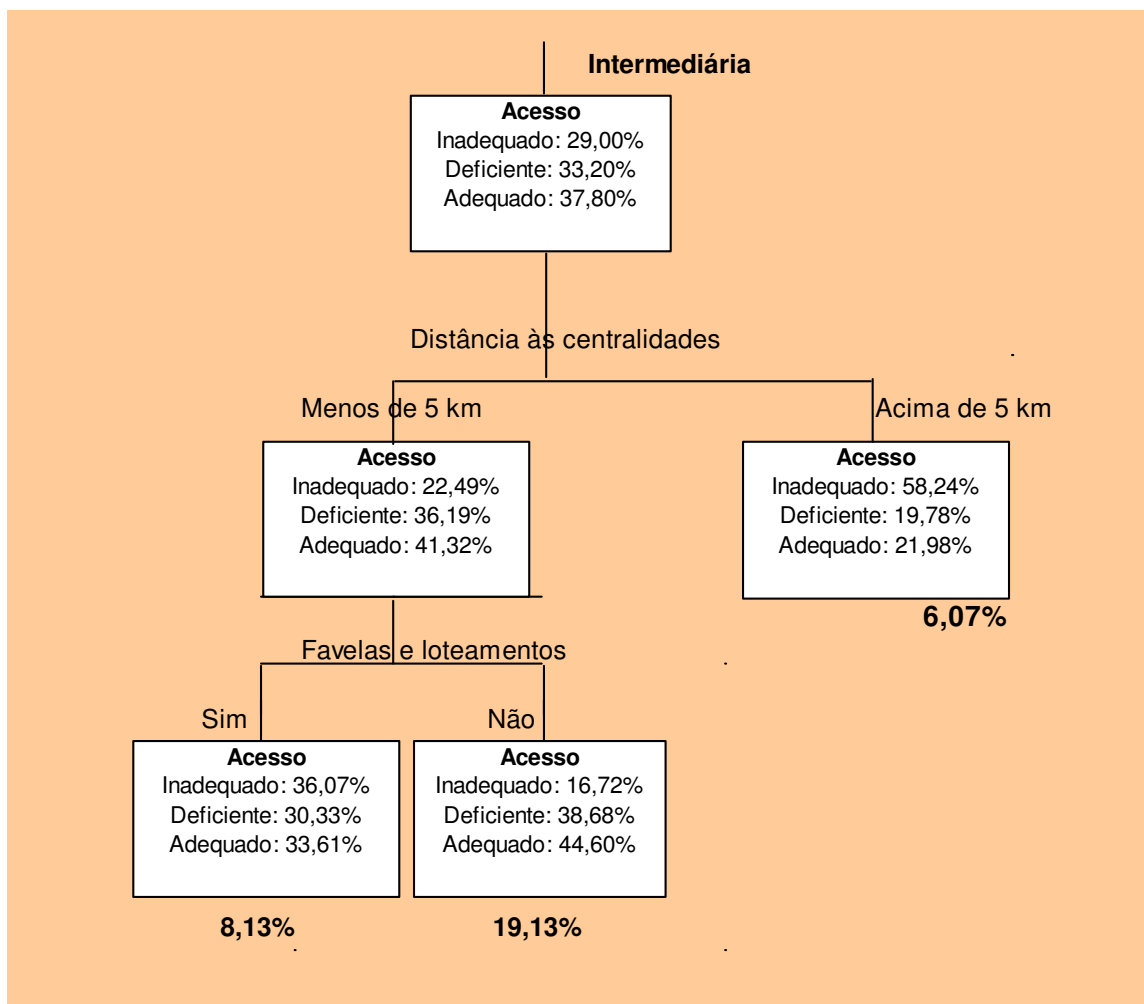 Intermediária
Acesso
Inadequado: 29,00%
Deficiente: 33,20%
Adequado: 37,80%
Distância às centralidades
Menos de 5 km
Acima de 5 km
Acesso
Inadequado: 22,49%
Deficiente: 36,19%
Adequado: 41,32%
Acesso
Inadequado: 58,24%
Deficiente: 19,78%
Adequado: 21,98%
6,07%
Favelas e loteamentos
Sim
Não
Acesso
Inadequado: 36,07%
Deficiente: 30,33%
Adequado: 33,61%
Acesso
Inadequado: 16,72%
Deficiente: 38,68%
Adequado: 44,60%
8,13%
19,13%